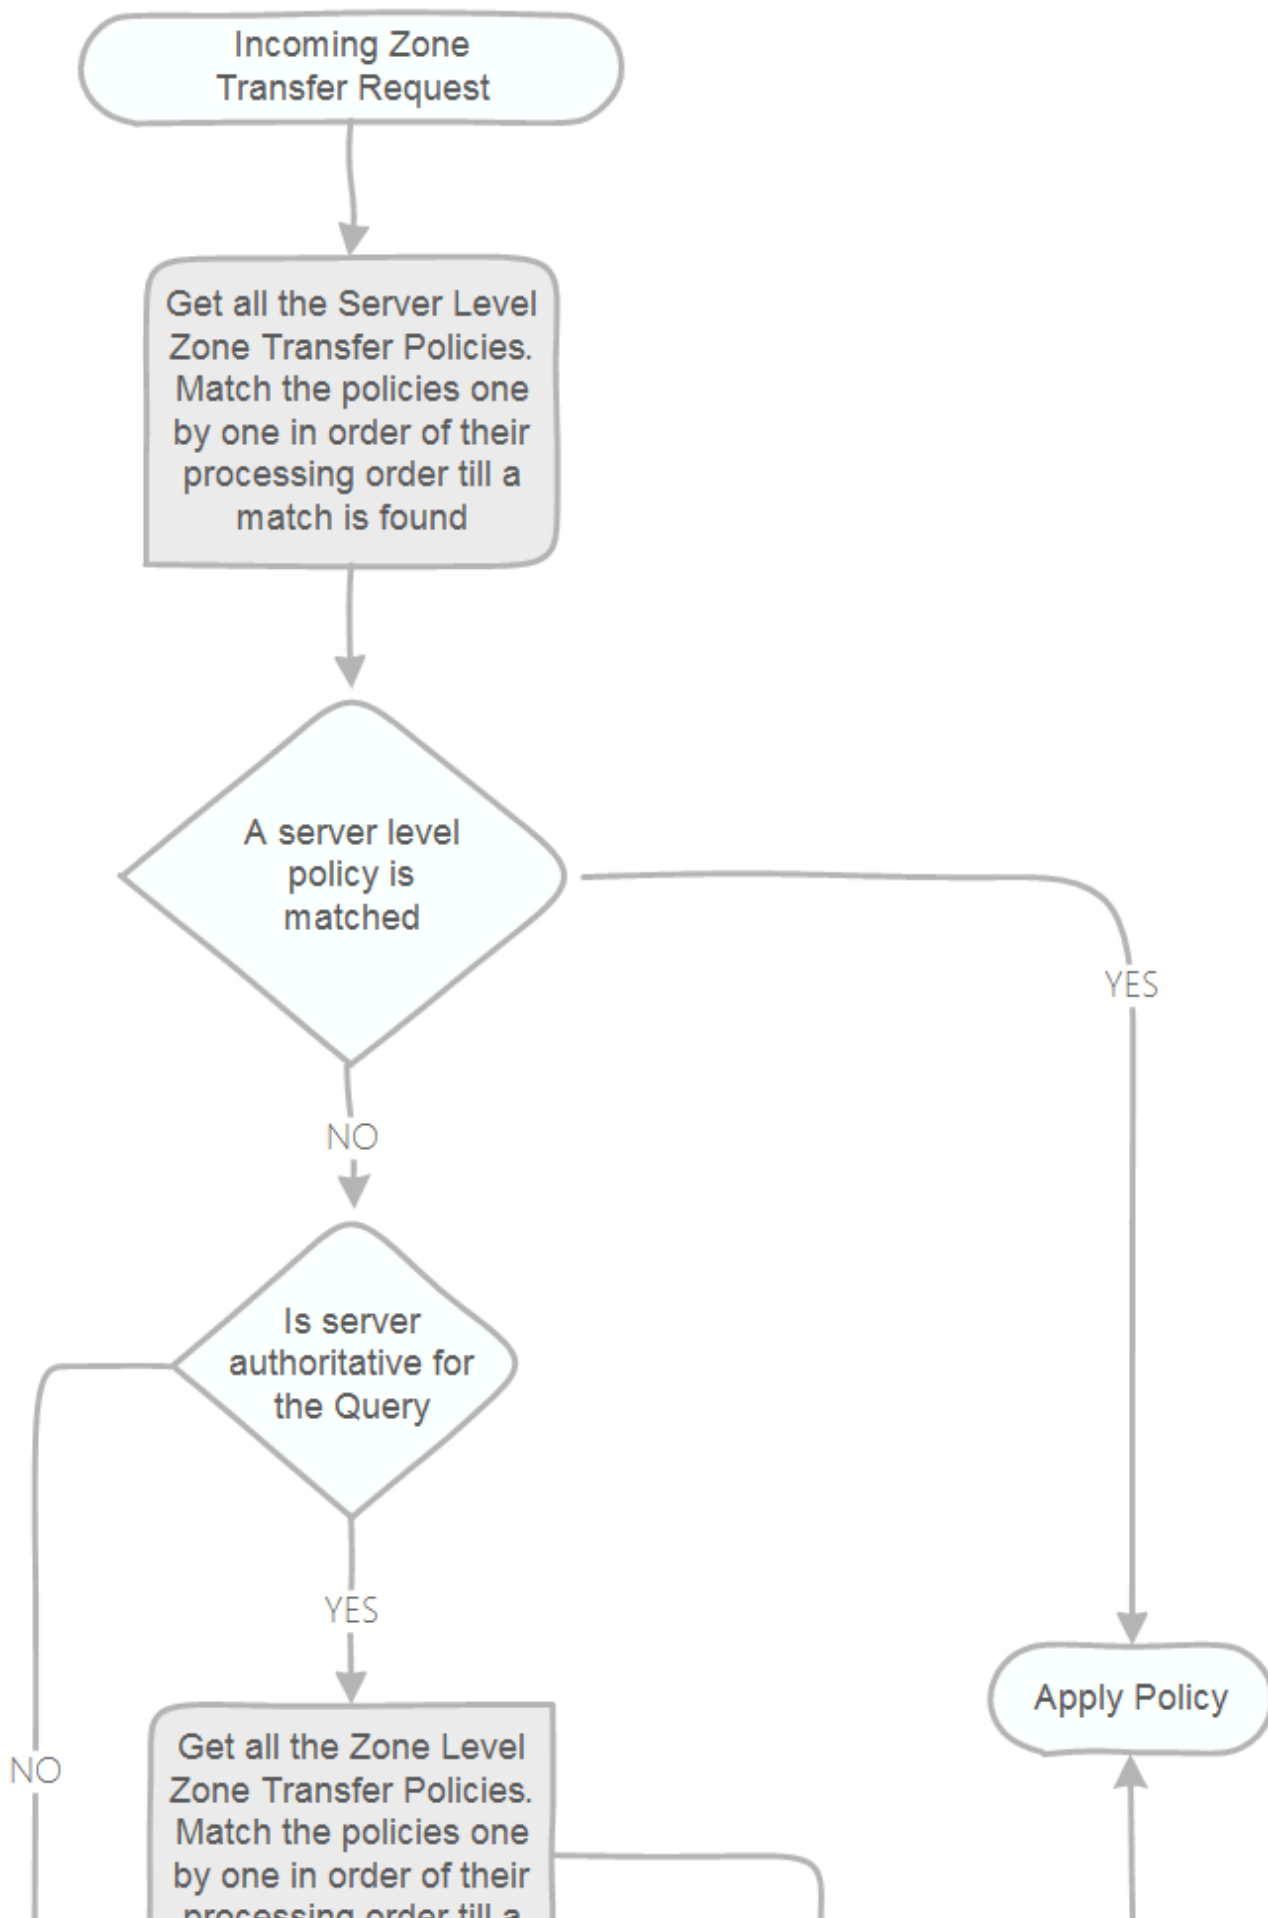 Incoming Zone
Transfer Request
Get all the Server Level
Zone Transfer Policies.
Match the policies one
by one in order of their
processing order till a
match is found
A server level
policy is
matched
YES
NO
Is server
authoritative for
the Query
YES
Apply Policy
NO
Get all the Zone Level
Zone Transfer Policies.
Match the policies one
by one in order of their
processing order till a